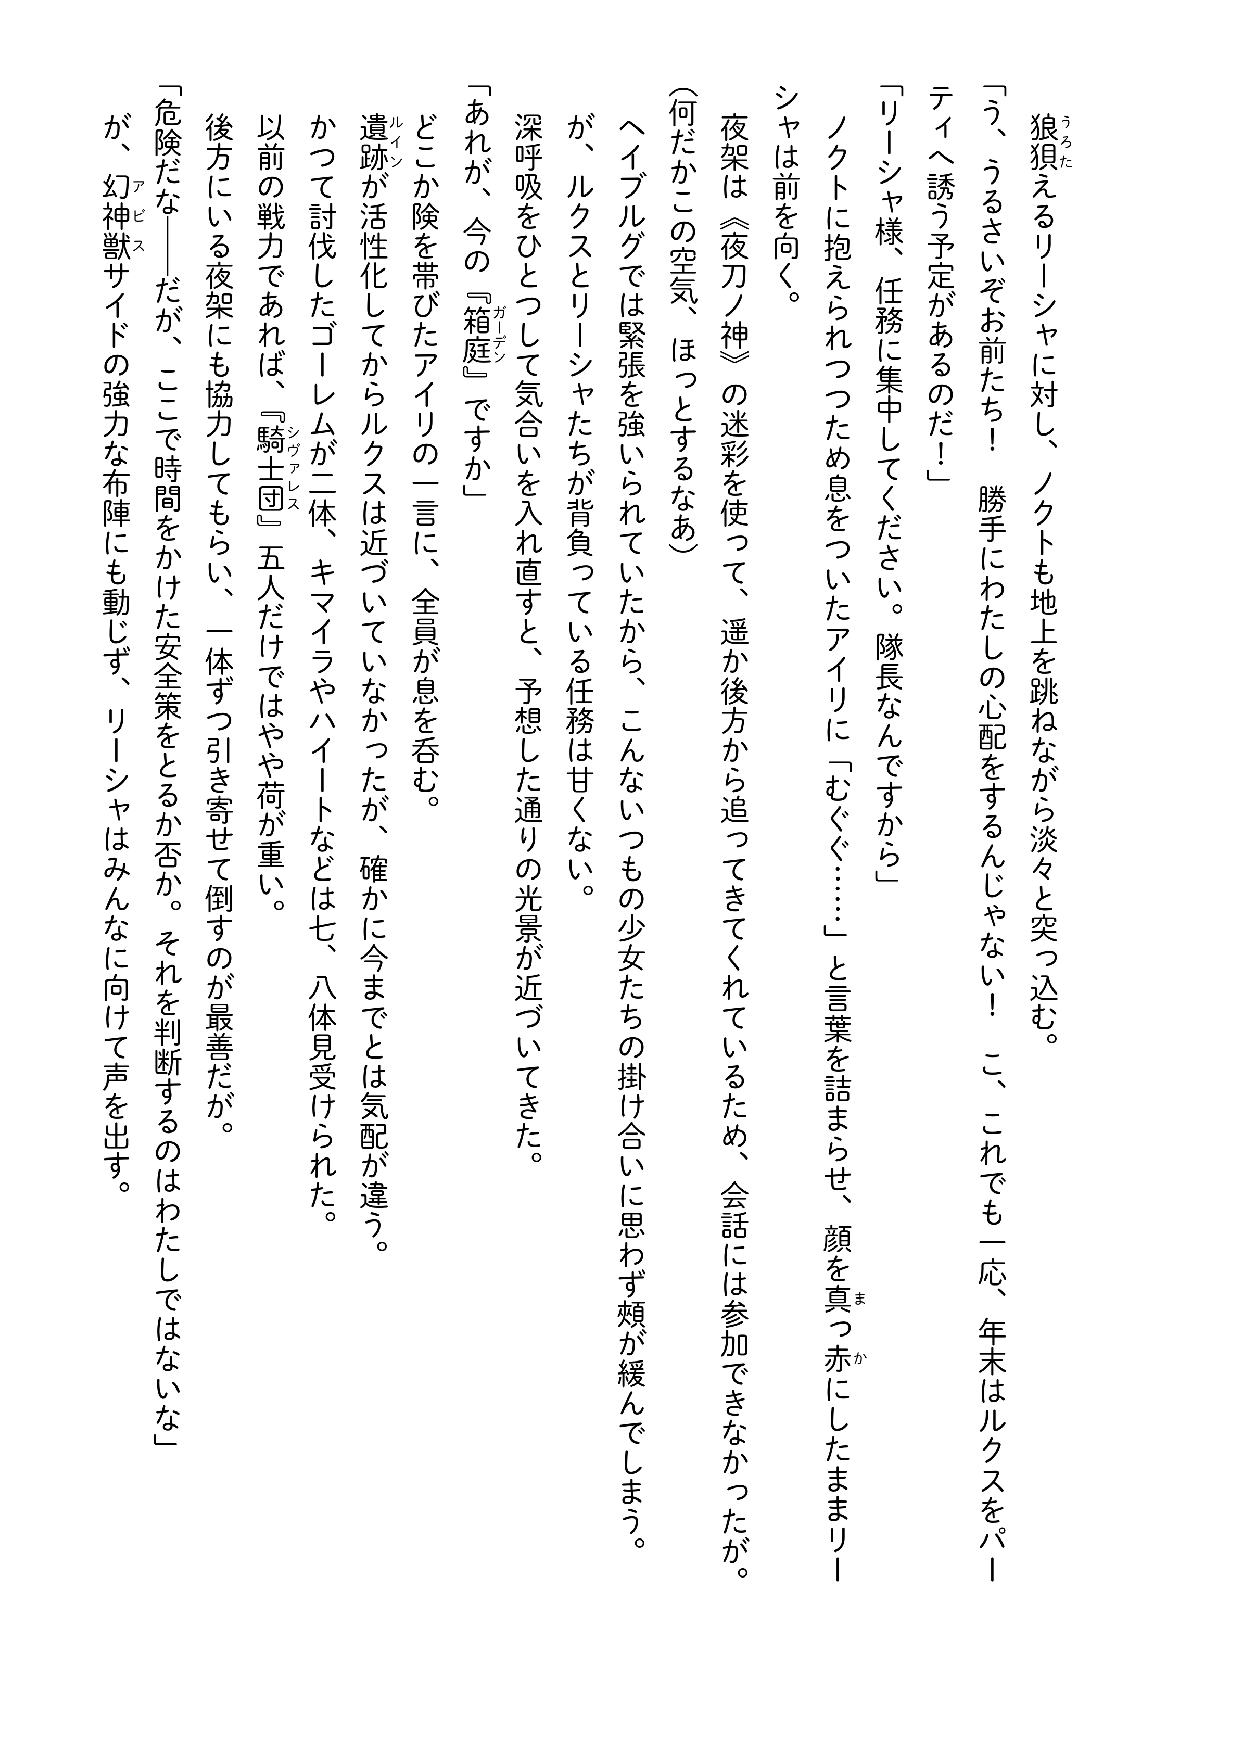 狼狽えるリーシャに対し、ノクトも地上を跳ねながら淡々と突っ込む。
「う、うるさいぞお前たち！　勝手にわたしの心配をするんじゃない！　こ、これでも一応、年末はルクスをパー
ティへ誘う予定があるのだ！」
「リーシャ様、任務に集中してください。隊長なんですから」
ノクトに抱えられつつため息をついたアイリに「むぐぐ……」と言葉を詰まらせ、顔を真っ赤にしたままリー
シャは前を向く。
夜架は《夜刀ノ神》の迷彩を使って、遥か後方から追ってきてくれているため、会話には参加できなかったが。
（何だかこの空気、ほっとするなあ）
ヘイブルグでは緊張を強いられていたから、こんないつもの少女たちの掛け合いに思わず頰が緩んでしまう。
が、ルクスとリーシャたちが背負っている任務は甘くない。
深呼吸をひとつして気合いを入れ直すと、予想した通りの光景が近づいてきた。
「あれが、今の『箱庭』ですか」
どこか険を帯びたアイリの一言に、全員が息を呑む。
遺跡が活性化してからルクスは近づいていなかったが、確かに今までとは気配が違う。
かつて討伐したゴーレムが二体、キマイラやハイートなどは七、八体見受けられた。
以前の戦力であれば、『騎士団』五人だけではやや荷が重い。
後方にいる夜架にも協力してもらい、一体ずつ引き寄せて倒すのが最善だが。
「危険だな――だが、ここで時間をかけた安全策をとるか否か。それを判断するのはわたしではないな」
が、幻神獣サイドの強力な布陣にも動じず、リーシャはみんなに向けて声を出す。